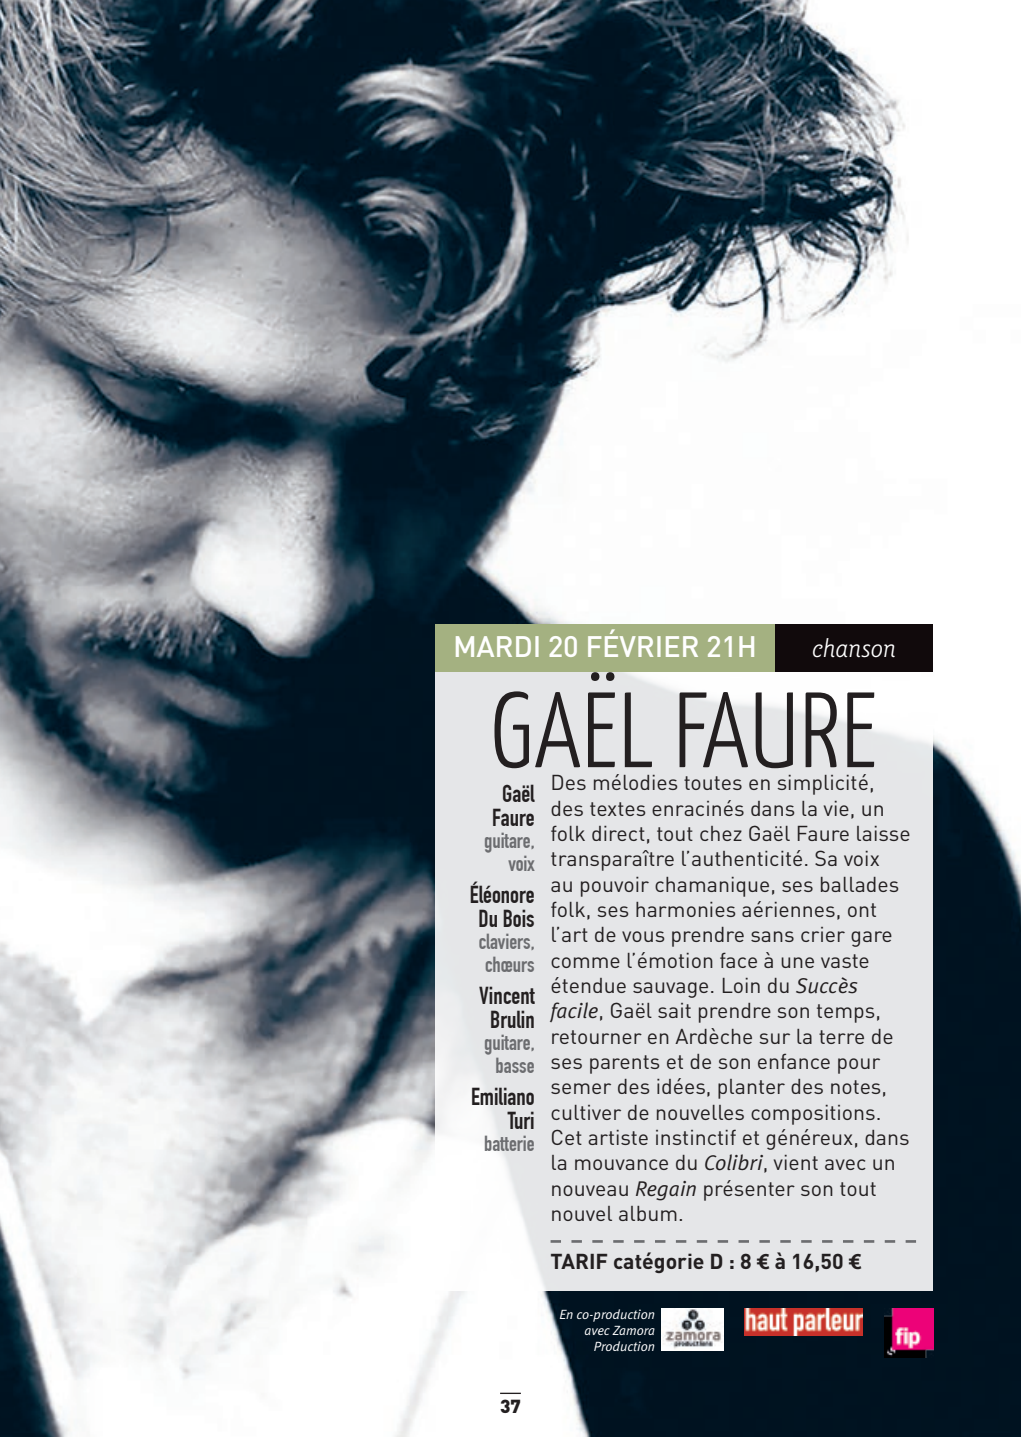 MARDI 20 FÉVRIER 21H
chanson
GAËL FAURE
Gaël
Faure
guitare,
voix
Éléonore
Du Bois
claviers,
chœurs
Vincent
Brulin
guitare,
basse
Emiliano
Turi
batterie
Des mélodies toutes en simplicité,
des textes enracinés dans la vie, un
folk direct, tout chez Gaël Faure laisse
transparaître l’authenticité. Sa voix
au pouvoir chamanique, ses ballades
folk, ses harmonies aériennes, ont
l’art de vous prendre sans crier gare
comme l’émotion face à une vaste
étendue sauvage. Loin du Succès
facile, Gaël sait prendre son temps,
retourner en Ardèche sur la terre de
ses parents et de son enfance pour
semer des idées, planter des notes,
cultiver de nouvelles compositions.
Cet artiste instinctif et généreux, dans
la mouvance du Colibri, vient avec un
nouveau Regain présenter son tout
nouvel album.
TARIF catégorie D : 8 € à 16,50 €
En co-production
avec Zamora
Production
zamora
productions
haut parleur
fip
37